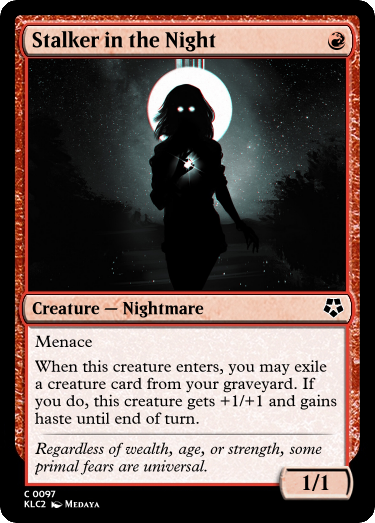 Stalker in the Night
Creature — Nightmare
Menace
When this creature enters, you may exile
a creature card from your graveyard. If
you do, this creature gets +1/+1 and gains
haste until end of turn.
Regardless of wealth, age, or strength, some
primal fears are universal.
1/1
C 0097
KLC2 Medaya